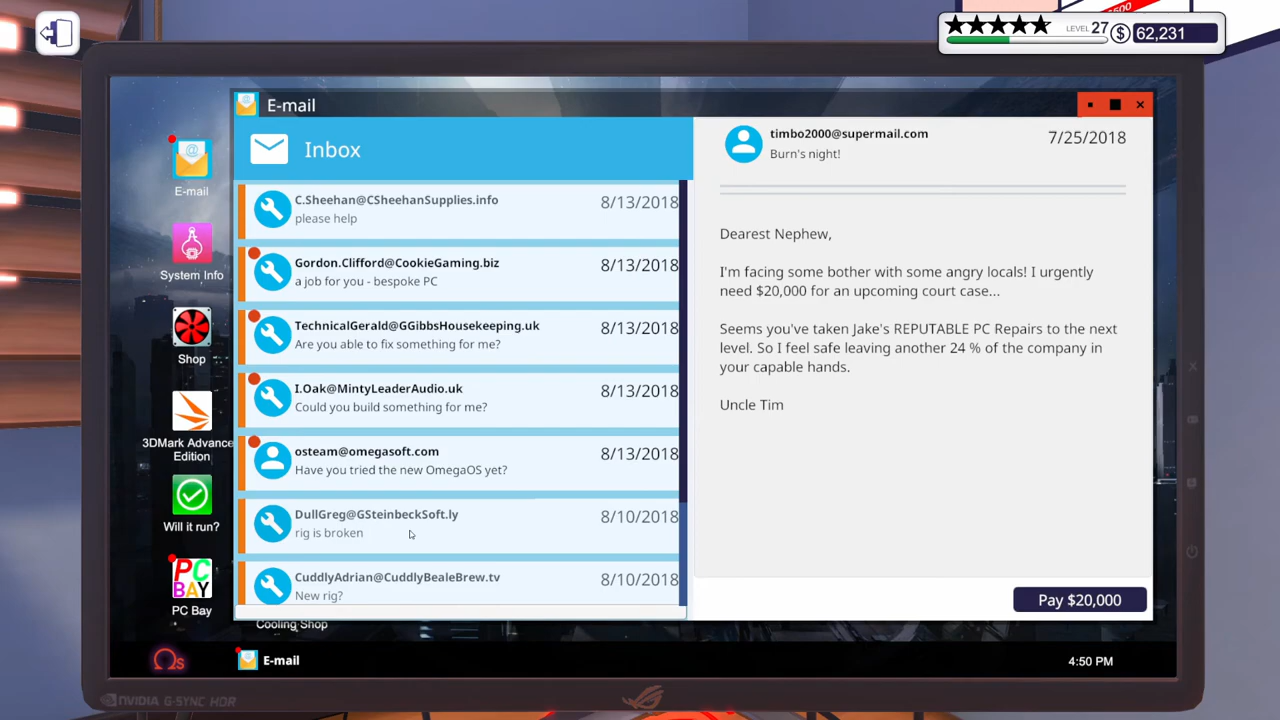 500
LEVEL 27
$ 62,231
E-mail
Inbox
C.Sheehan@CSheehanSupplies.info
8/13/2018
please help
Gordon.Clifford@CookieGaming.biz
8/13/2018
a job for you - bespoke PC
TechnicalGerald@GGibbsHousekeeping.uk
8/13/2018
Are you able to fix something for me?
I.Oak@MintyLeaderAudio.uk
8/13/2018
Could you build something for me?
osteam@omegasoft.com
8/13/2018
Have you tried the new OmegaOS yet?
DullGreg@GSteinbeckSoft.ly
8/10/2018
rig is broken
CuddlyAdrian@CuddlyBealeBrew.tv
8/10/2018
New rig?
timbo2000@supermail.com
7/25/2018
Burn's night!
Dearest Nephew,
I'm facing some bother with some angry locals! I urgently
need $20,000 for an upcoming court case...
Seems you've taken Jake's REPUTABLE PC Repairs to the next
level. So I feel safe leaving another 24 % of the company in
your capable hands.
Uncle Tim
Pay $20,000
E-mail
System Info
Shop
3DMark Advance
Edition
Will it run?
PC
BAY
PC Bay
Cooling Shop
Ωs
E-mail
4:50 PM
NVIDIA G-SYNC HDR